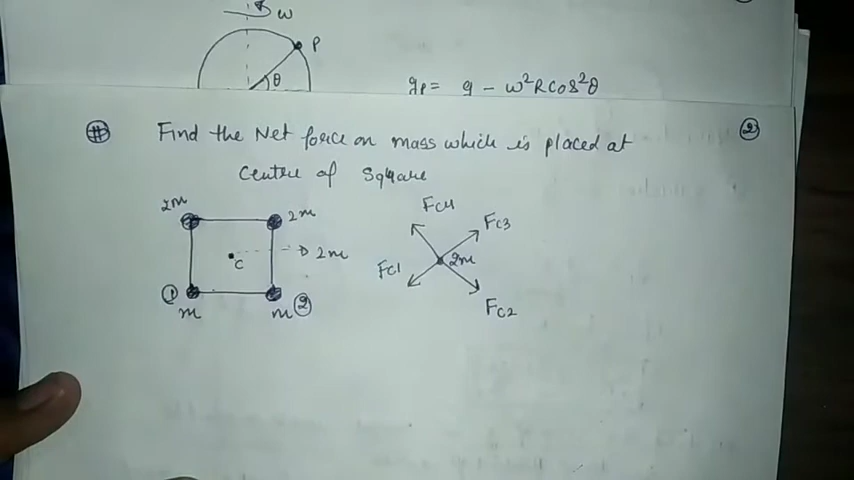 ω
P
θ
gp = g - ω²Rcos²θ
# Find the Net force on mass which is placed at
②
Centre of Square
2m
2m
c
2m
① m
m ②
FC4
FC3
2m
FC1
FC2